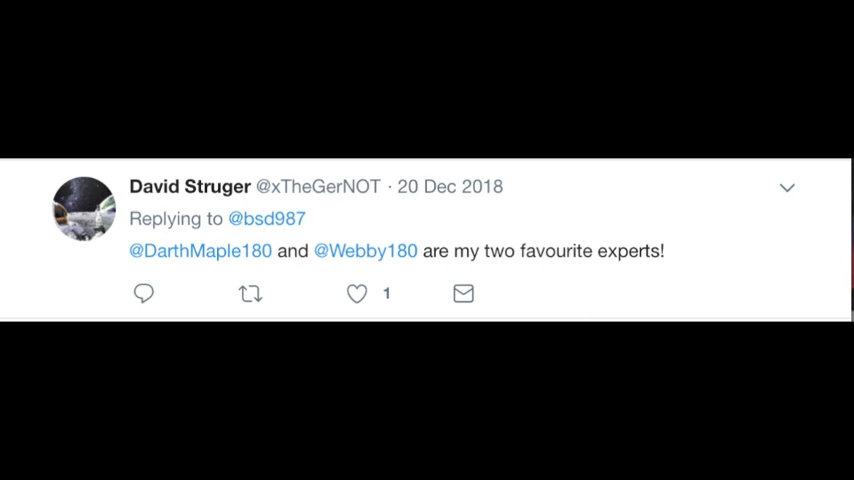 David Struger @xTheGerNOT · 20 Dec 2018
Replying to @bsd987
@DarthMaple180 and @Webby180 are my two favourite experts!
1